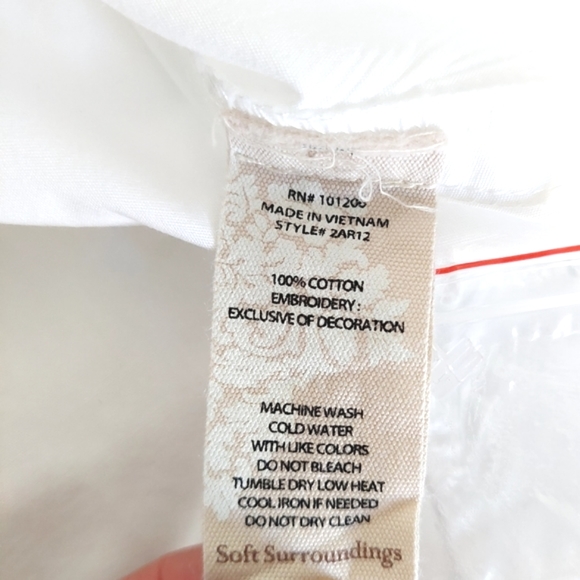 RN# 101206
MADE IN VIETNAM
STYLE# 2AR12
100% COTTON
EMBROIDERY :
EXCLUSIVE OF DECORATION
MACHINE WASH
COLD WATER
WITH LIKE COLORS
DO NOT BLEACH
TUMBLE DRY LOW HEAT
COOL IRON IF NEEDED
DO NOT DRY CLEAN
Soft Surroundings